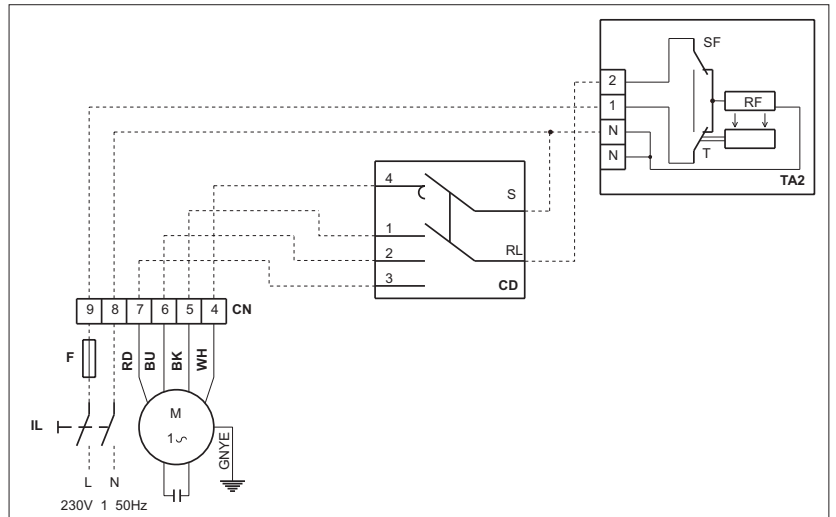 SF
2
1
N
N
RF
T
TA2
4
S
1
2
RL
3
CD
9 8 7 6 5 4 CN
F
RD BU BK WH
M
1~
IL
GNYE
L N
230V 1 50Hz